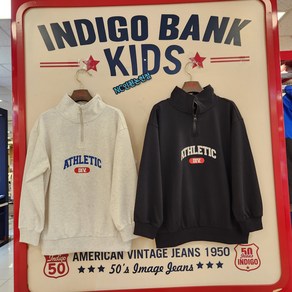 INDIGO BANK
KIDS
ATHLETIC
DIV.
ATHLETIC
DIV.
Indigo
50
AMERICAN VINTAGE JEANS 1950
50's Image Jeans
50
INDIGO